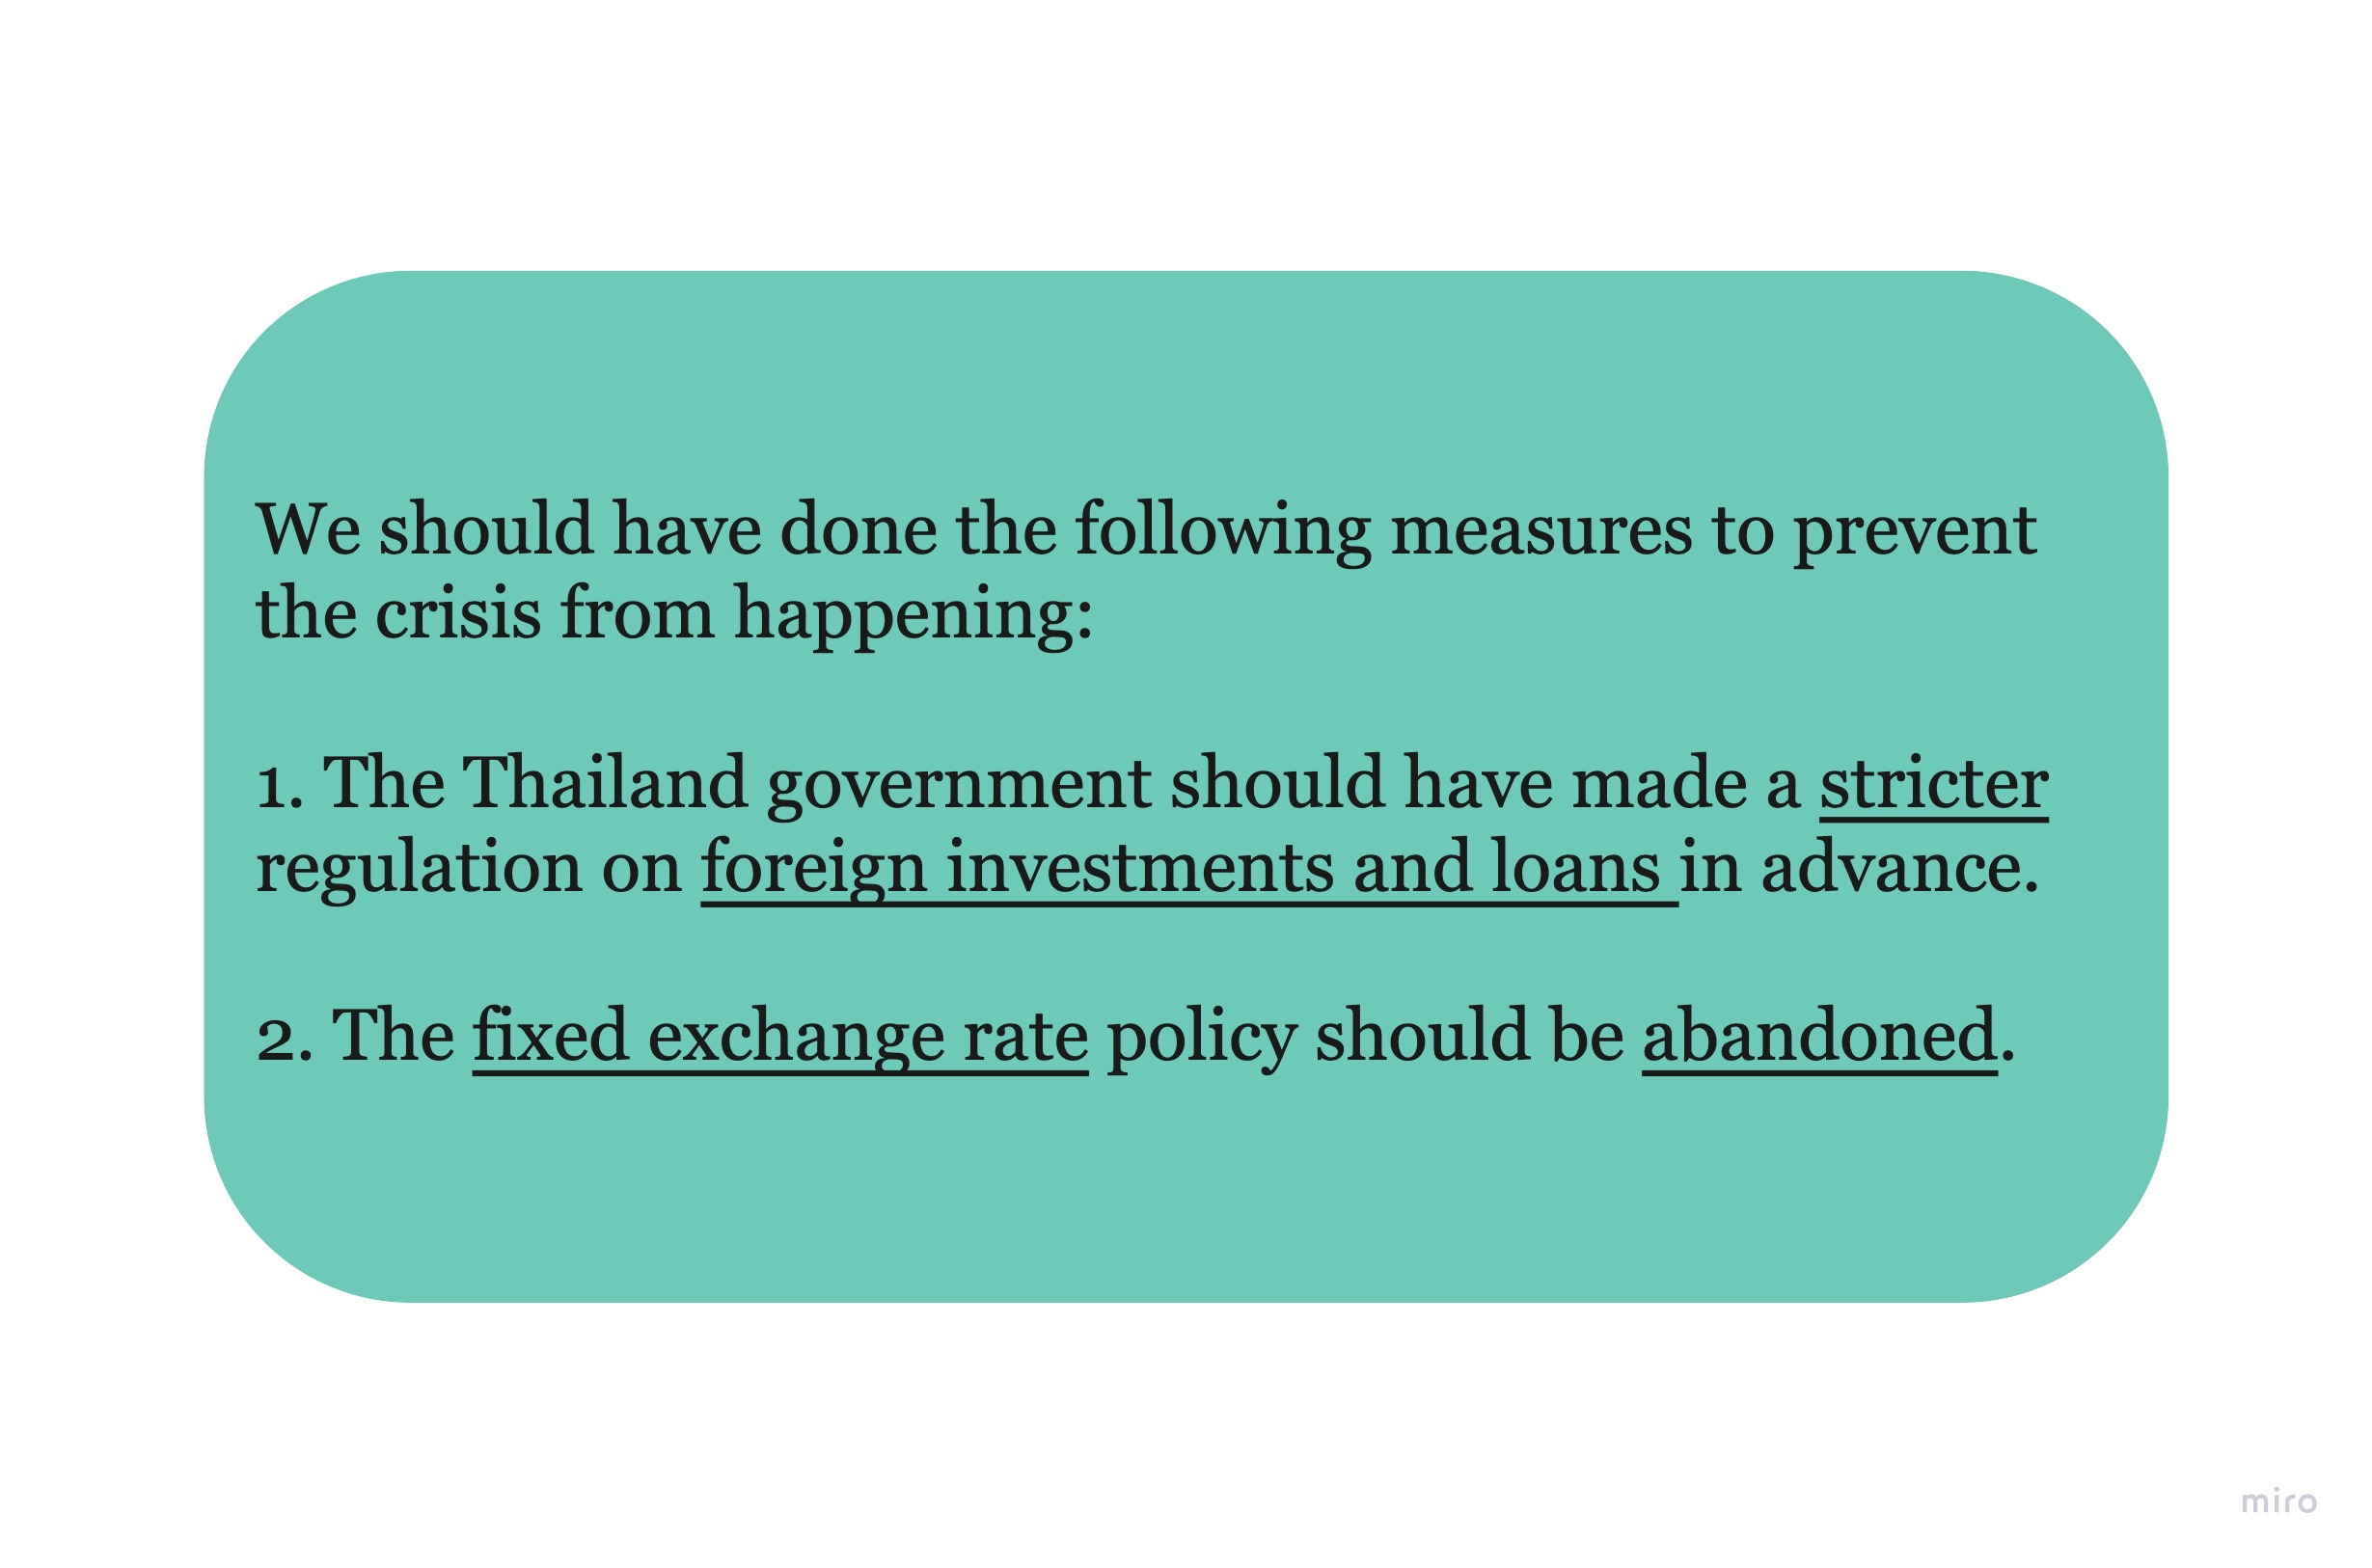 We should have done the following measures to prevent
the crisis from happening:
1. The Thailand government should have made a stricter
regulation on foreign investments and loans in advance.
2. The fixed exchange rate policy should be abandoned.
miro